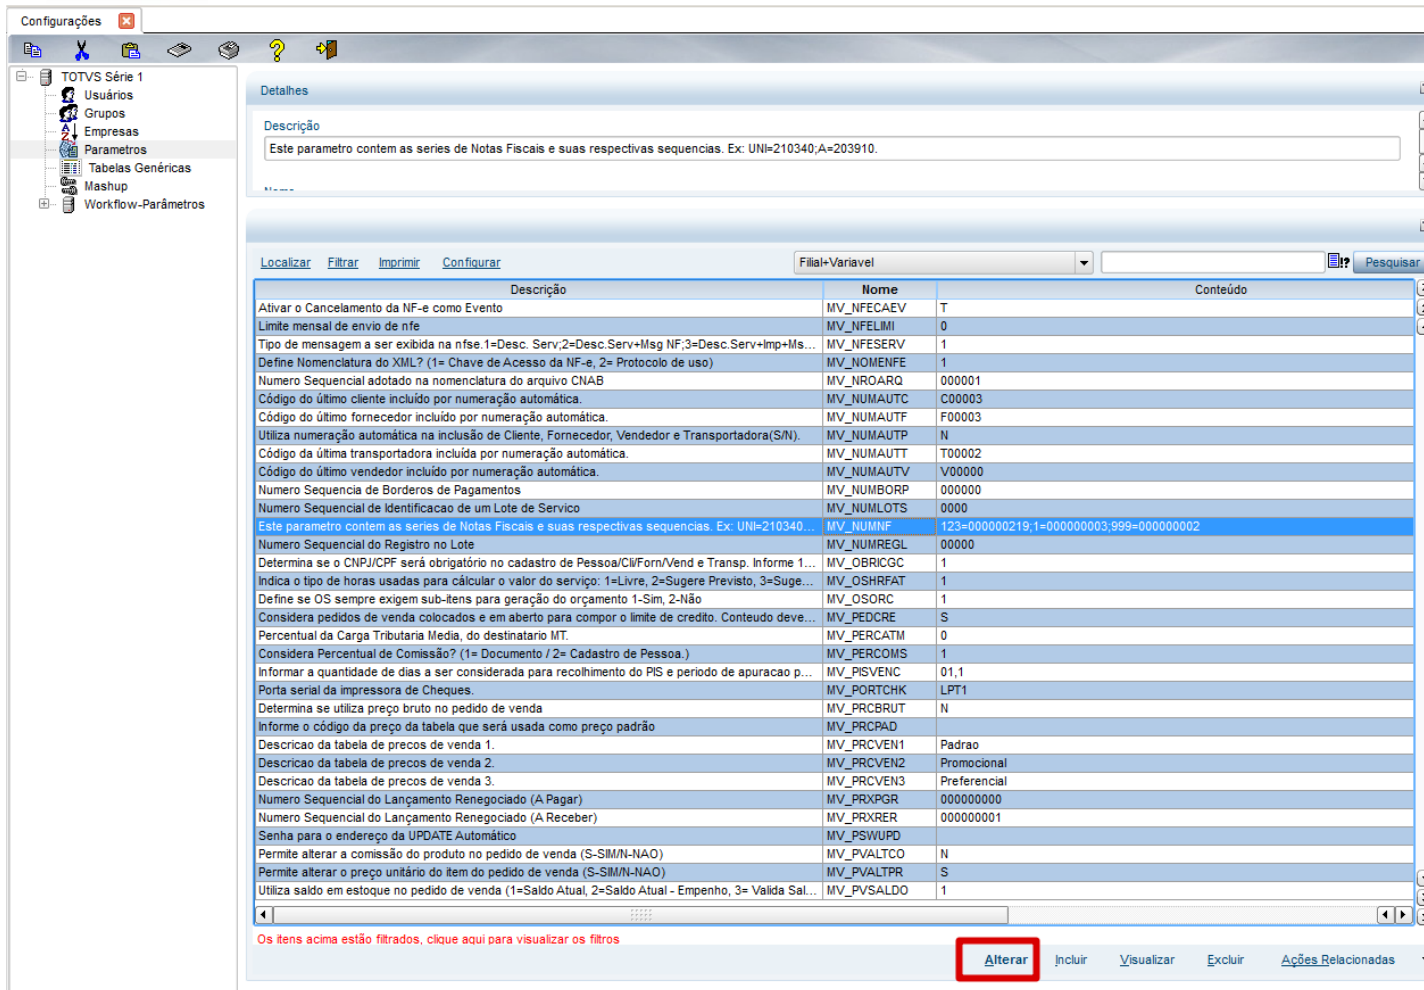 Configurações
TOTVS Série 1
Usuários
Grupos
Empresas
Parametros
Tabelas Genéricas
Mashup
Workflow-Parâmetros
Detalhes
Descrição
Este parametro contem as series de Notas Fiscais e suas respectivas sequencias. Ex: UNI=210340;A=203910.
Localizar Filtrar Imprimir Configurar Filial+Variavel Pesquisar
Descrição Nome Conteúdo
Ativar o Cancelamento da NF-e como Evento MV_NFECAEV T
Limite mensal de envio de nfe MV_NFELIMI 0
Tipo de mensagem a ser exibida na nfse.1=Desc. Serv;2=Desc.Serv+Msg NF;3=Desc.Serv+Imp+Ms... MV_NFESERV 1
Define Nomenclatura do XML? (1= Chave de Acesso da NF-e, 2= Protocolo de uso) MV_NOMENFE 1
Numero Sequencial adotado na nomenclatura do arquivo CNAB MV_NROARQ 000001
Código do último cliente incluído por numeração automática. MV_NUMAUTC C00003
Código do último fornecedor incluído por numeração automática. MV_NUMAUTF F00003
Utiliza numeração automática na inclusão de Cliente, Fornecedor, Vendedor e Transportadora(S/N). MV_NUMAUTP N
Código da última transportadora incluída por numeração automática. MV_NUMAUTT T00002
Código do último vendedor incluído por numeração automática. MV_NUMAUTV V00000
Numero Sequencia de Borderos de Pagamentos MV_NUMBORP 000000
Numero Sequencial de Identificacao de um Lote de Servico MV_NUMLOTS 0000
Este parametro contem as series de Notas Fiscais e suas respectivas sequencias. Ex: UNI=210340... MV_NUMNF 123=000000219;1=000000003;999=000000002
Numero Sequencial do Registro no Lote MV_NUMREGL 00000
Determina se o CNPJ/CPF será obrigatório no cadastro de Pessoa/Cli/Forn/Vend e Transp. Informe 1... MV_OBRICGC 1
Indica o tipo de horas usadas para cálcular o valor do serviço: 1=Livre, 2=Sugere Previsto, 3=Suge... MV_OSHRFAT 1
Define se OS sempre exigem sub-itens para geração do orçamento 1-Sim, 2-Não MV_OSORC 1
Considera pedidos de venda colocados e em aberto para compor o limite de credito. Conteudo deve... MV_PEDCRE S
Percentual da Carga Tributaria Media, do destinatario MT. MV_PERCATM 0
Considera Percentual de Comissão? (1= Documento / 2= Cadastro de Pessoa.) MV_PERCOMS 1
Informar a quantidade de dias a ser considerada para recolhimento do PIS e periodo de apuracao p... MV_PISVENC 01,1
Porta serial da impressora de Cheques. MV_PORTCHK LPT1
Determina se utiliza preço bruto no pedido de venda MV_PRCBRUT N
Informe o código da preço da tabela que será usada como preço padrão MV_PRCPAD
Descricao da tabela de precos de venda 1. MV_PRCVEN1 Padrao
Descricao da tabela de precos de venda 2. MV_PRCVEN2 Promocional
Descricao da tabela de precos de venda 3. MV_PRCVEN3 Preferencial
Numero Sequencial do Lançamento Renegociado (A Pagar) MV_PRXPGR 000000000
Numero Sequencial do Lançamento Renegociado (A Receber) MV_PRXRER 000000001
Senha para o endereço da UPDATE Automático MV_PSWUPD
Permite alterar a comissão do produto no pedido de venda (S-SIM/N-NAO) MV_PVALTCO N
Permite alterar o preço unitário do item do pedido de venda (S-SIM/N-NAO) MV_PVALTPR S
Utiliza saldo em estoque no pedido de venda (1=Saldo Atual, 2=Saldo Atual - Empenho, 3= Valida Sal... MV_PVSALDO 1
Os itens acima estão filtrados, clique aqui para visualizar os filtros
Alterar Incluir Visualizar Excluir Ações Relacionadas